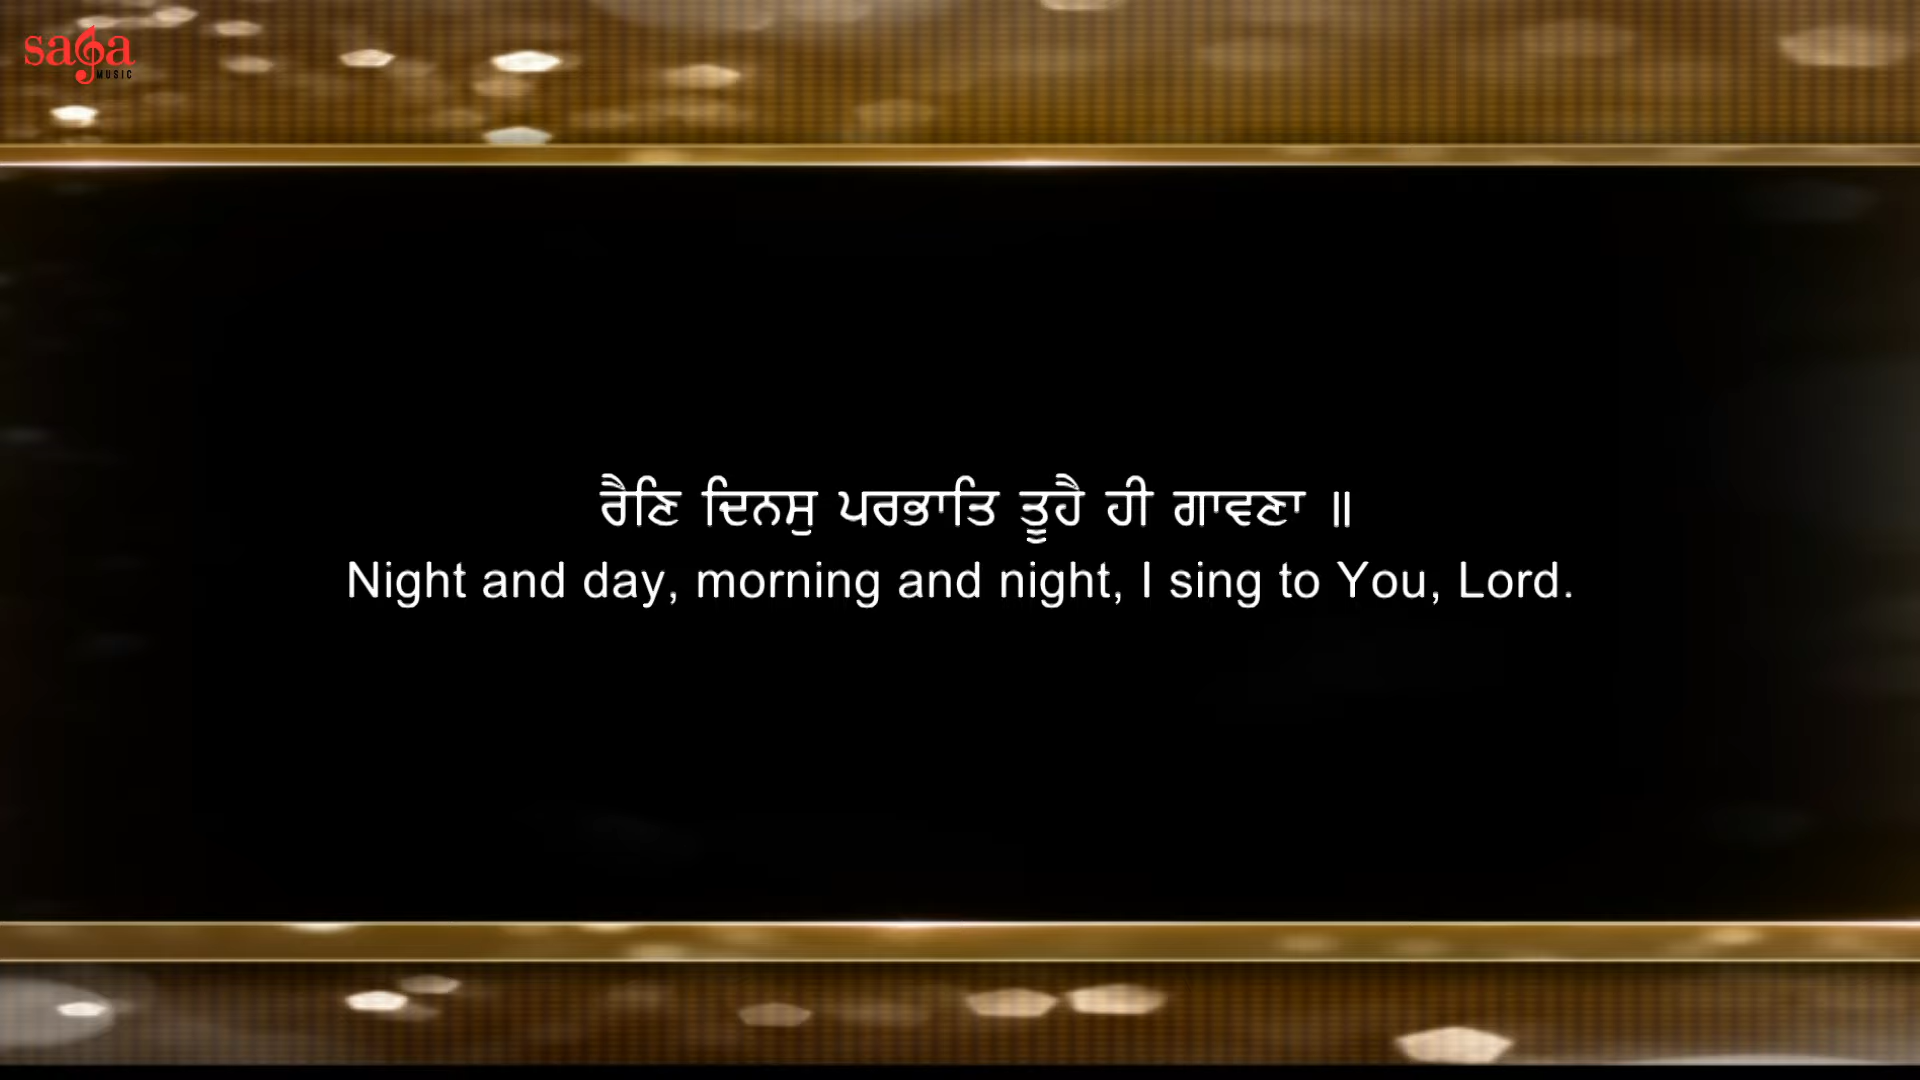 saga
MUSIC
ਰੈਣਿ ਦਿਨਸੁ ਪਰਭਾਤਿ ਤੂਹੈ ਹੀ ਗਾਵਣਾ ॥
Night and day, morning and night, I sing to You, Lord.